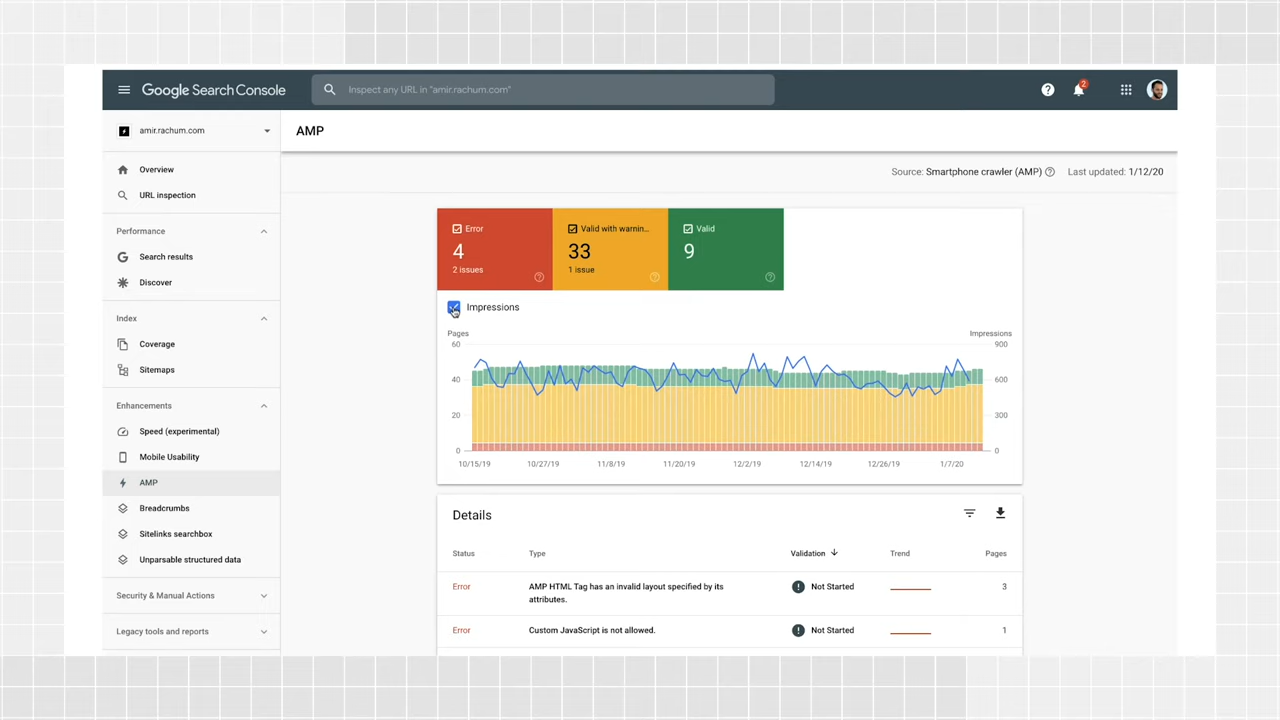 Google Search Console
Inspect any URL in "amir.rachum.com"
2
amir.rachum.com
AMP
Overview
URL inspection
Performance
Search results
Discover
Index
Coverage
Sitemaps
Enhancements
Speed (experimental)
Mobile Usability
AMP
Breadcrumbs
Sitelinks searchbox
Unparsable structured data
Security & Manual Actions
Legacy tools and reports
Source: Smartphone crawler (AMP) Last updated: 1/12/20
Error
4
2 issues
Valid with warnin...
33
1 issue
Valid
9
Impressions
Pages Impressions
60 900
40 600
20 300
0 0
10/15/19 10/27/19 11/8/19 11/20/19 12/2/19 12/14/19 12/26/19 1/7/20
Details
Status Type Validation Trend Pages
Error AMP HTML Tag has an invalid layout specified by its Not Started 3
attributes.
Error Custom JavaScript is not allowed. Not Started 1